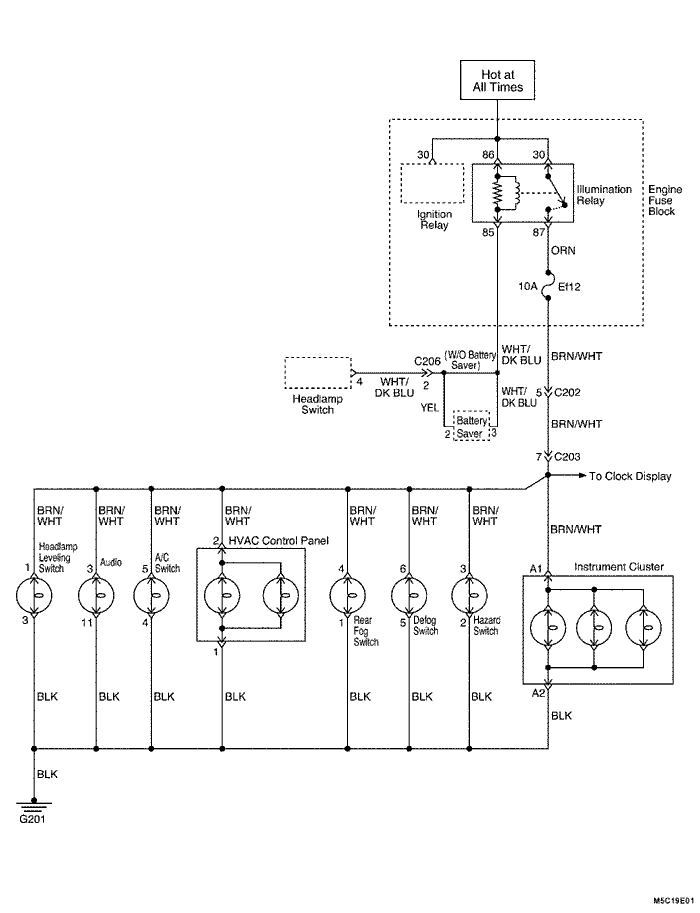 Hot at
All Times
30
86
30
Ignition
Relay
Illumination
Relay
Engine
Fuse
Block
85
87
ORN
10A
Ef12
WHT/
DK BLU
BRN/WHT
C206
(W/O Battery
Saver)
4
WHT/
DK BLU
2
Headlamp
Switch
YEL
WHT/
DK BLU
2
Battery
Saver
3
5
C202
BRN/WHT
7
C203
To Clock Display
BRN/
WHT
BRN/
WHT
BRN/
WHT
BRN/
WHT
BRN/
WHT
BRN/
WHT
BRN/
WHT
BRN/WHT
1
Headlamp
Leveling
Switch
3
Audio
5
A/C
Switch
2
HVAC Control Panel
4
6
3
A1
Instrument Cluster
3
11
4
1
1
Rear
Fog
Switch
5
Defog
Switch
2
Hazard
Switch
A2
BLK
BLK
BLK
BLK
BLK
BLK
BLK
BLK
BLK
G201
M5C19E01